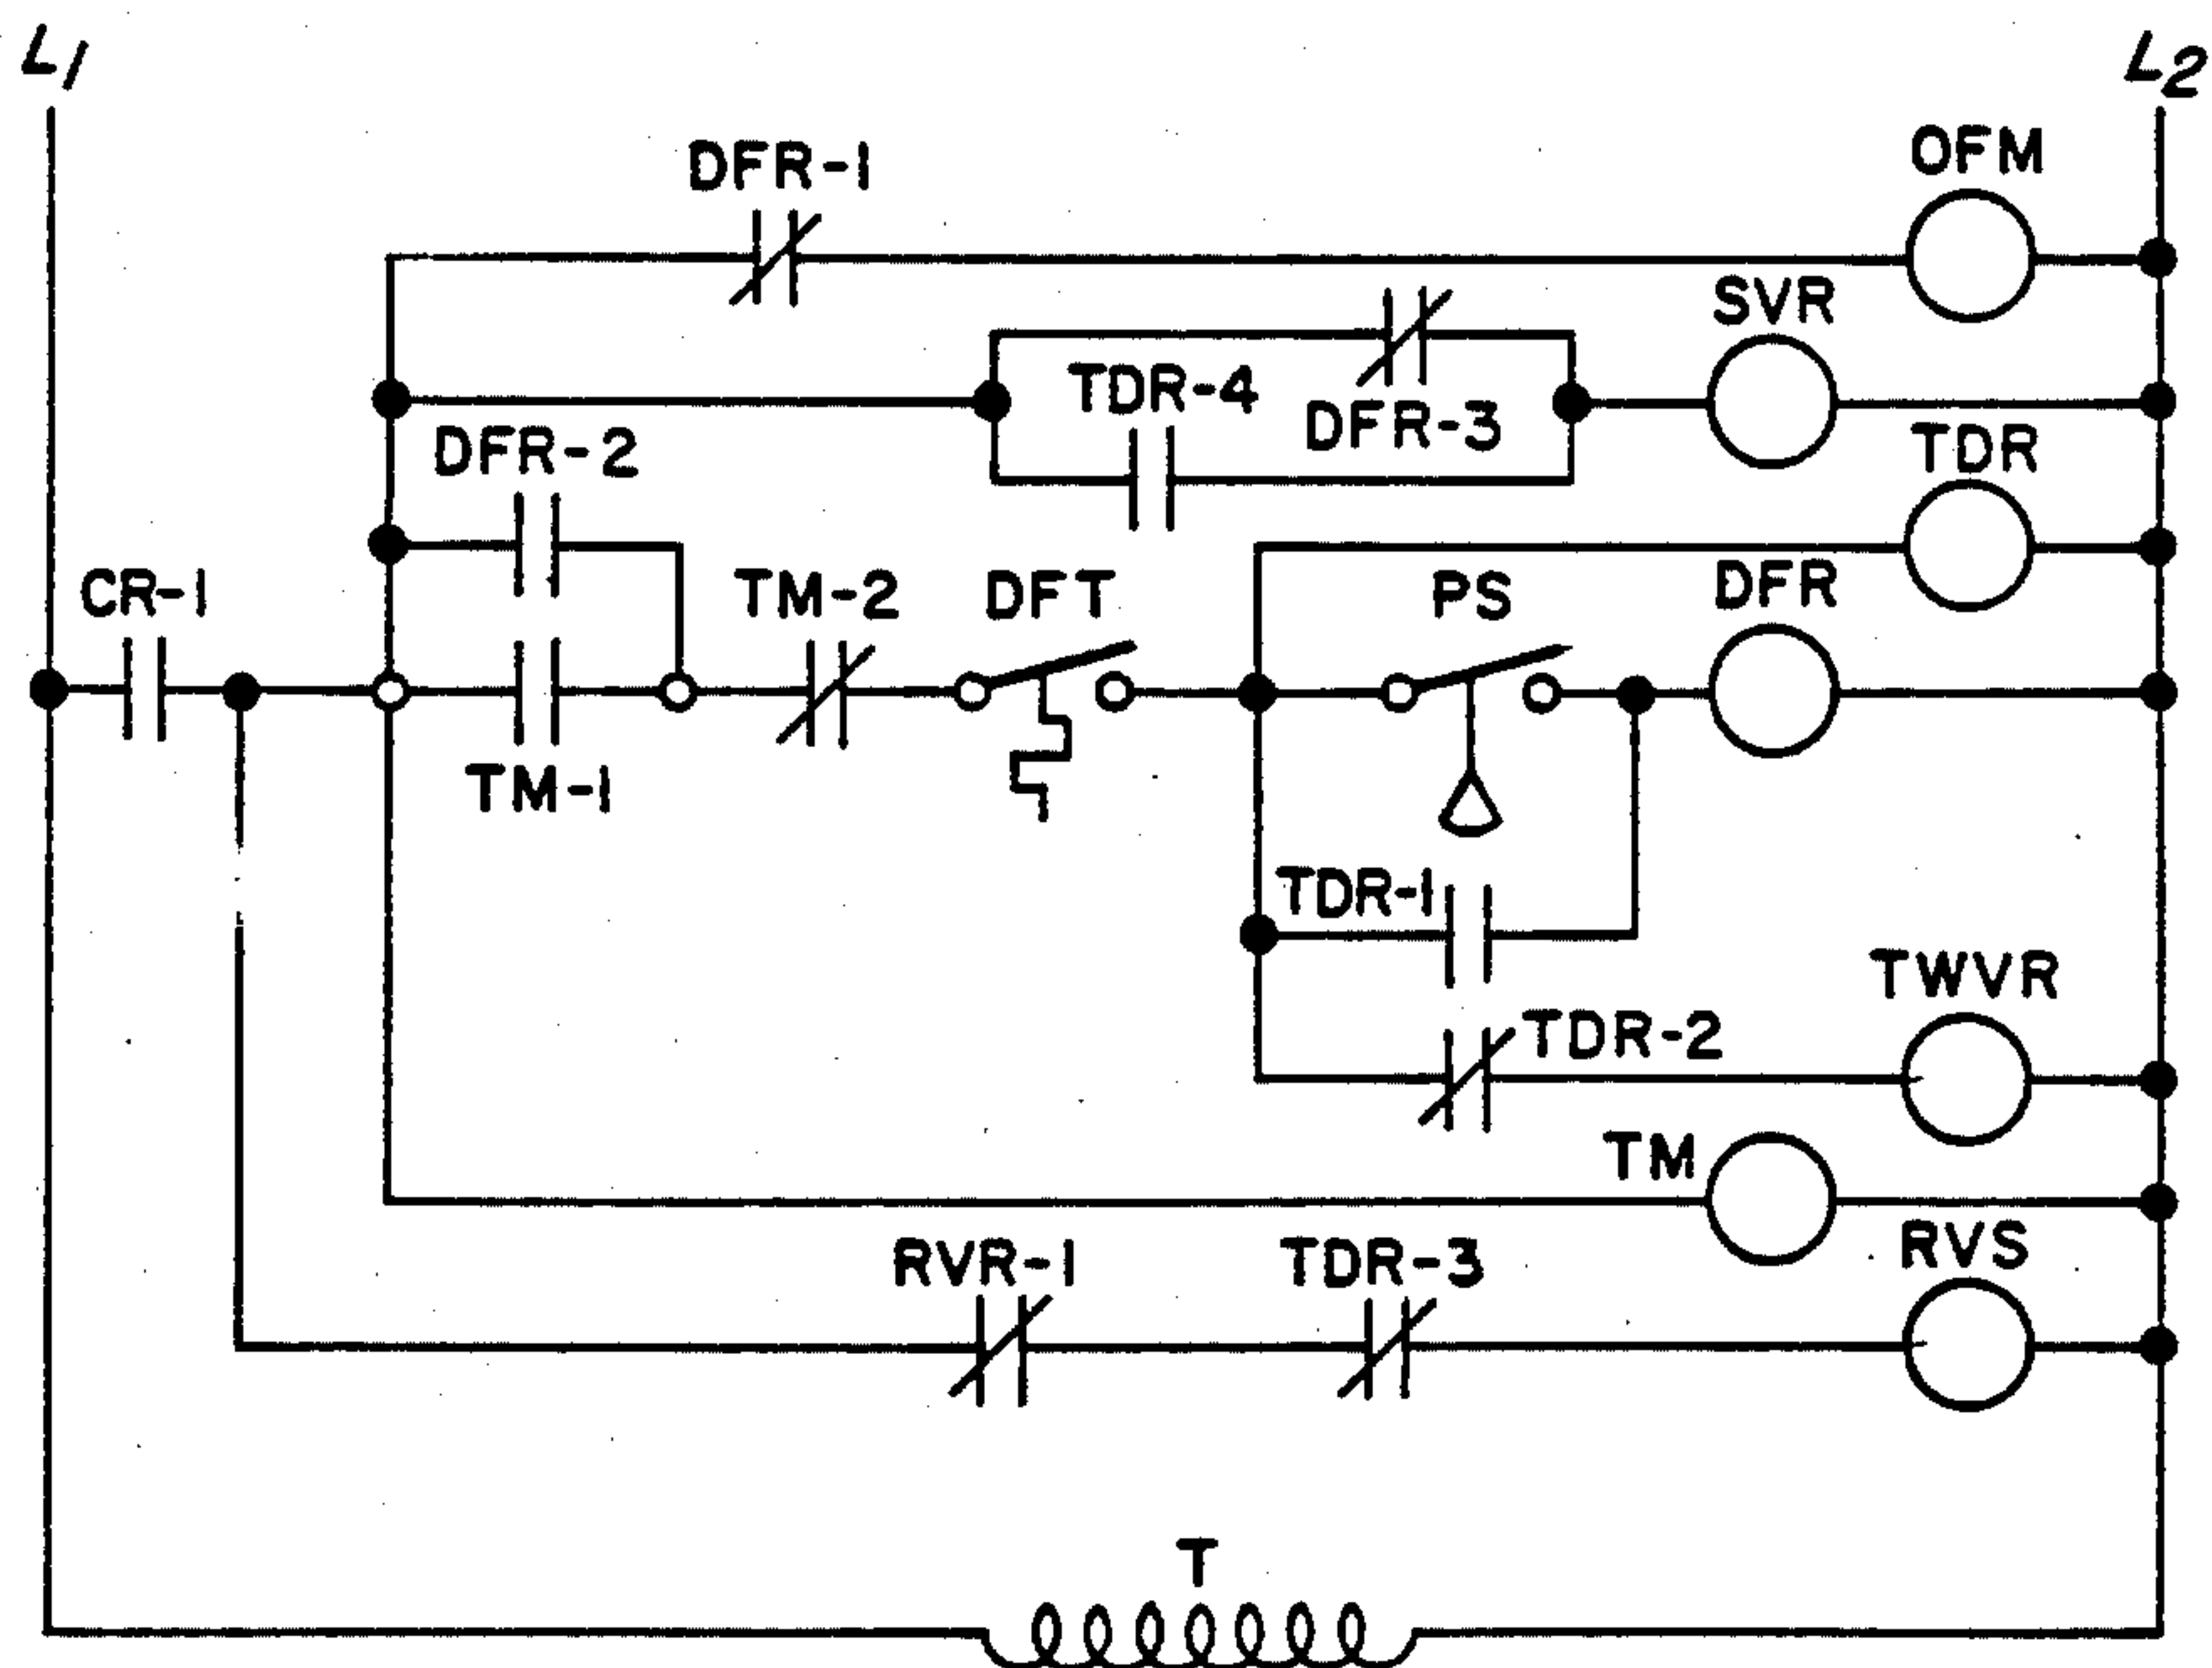 L1
L2
DFR-1
OFM
SVR
TDR-4
DFR-3
TDR
DFR-2
CR-1
TM-2
DFT
PS
DFR
TM-1
TDR-1
TWVR
TDR-2
TM
RVR-1
TDR-3
RVS
T